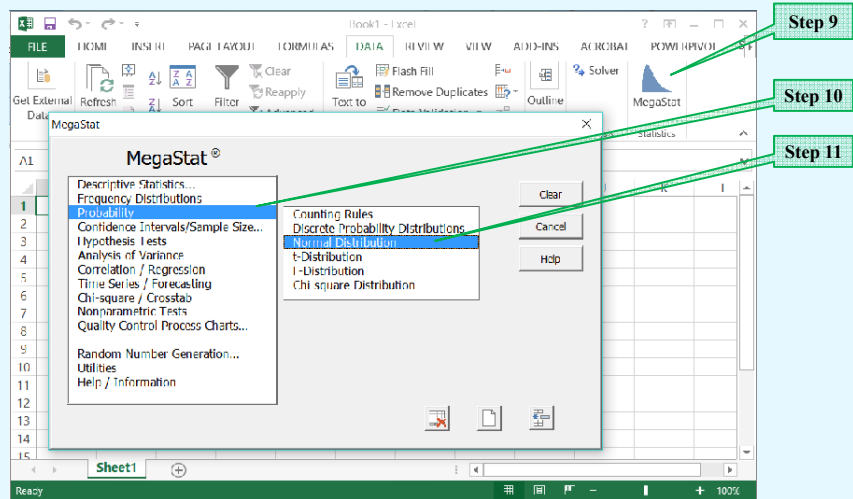 Book1 - Excel
Step 9
FILE HOME INSERT PAGE LAYOUT FORMULAS DATA REVIEW VIEW ADD-INS ACROBAT POWERPIVOT
Clear
Flash Fill
Solver
Reapply
Remove Duplicates
Get External
Refresh
Sort
Filter
Text to
Outline
MegaStat
Step 10
Statistics
MegaStat
Step 11
A1
MegaStat ®
Descriptive Statistics...
Frequency Distributions
Probability
Confidence Intervals/Sample Size...
Hypothesis Tests
Analysis of Variance
Correlation / Regression
Time Series / Forecasting
Chi-square / Crosstab
Nonparametric Tests
Quality Control Process Charts...
Random Number Generation...
Utilities
Help / Information
Counting Rules
Discrete Probability Distributions
Normal Distribution
t-Distribution
F-Distribution
Chi-square Distribution
Clear
Cancel
Help
1
2
3
4
5
6
7
8
9
10
11
12
13
14
15
Sheet1
Ready
100%